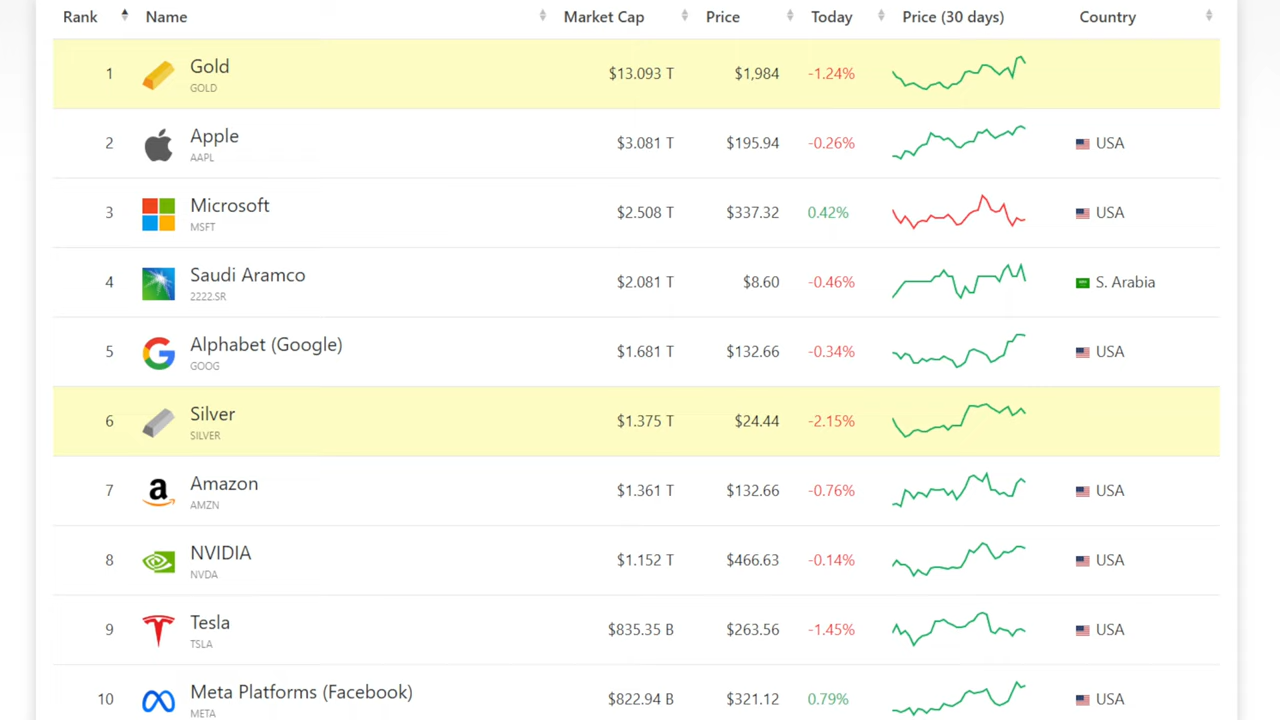 Rank Name Market Cap Price Today Price (30 days) Country
1 Gold $13.093 T $1,984 -1.24%
GOLD
2 Apple $3.081 T $195.94 -0.26% USA
AAPL
3 Microsoft $2.508 T $337.32 0.42% USA
MSFT
4 Saudi Aramco $2.081 T $8.60 -0.46% S. Arabia
2222.SR
5 Alphabet (Google) $1.681 T $132.66 -0.34% USA
GOOG
6 Silver $1.375 T $24.44 -2.15%
SILVER
7 Amazon $1.361 T $132.66 -0.76% USA
AMZN
8 NVIDIA $1.152 T $466.63 -0.14% USA
NVDA
9 Tesla $835.35 B $263.56 -1.45% USA
TSLA
10 Meta Platforms (Facebook) $822.94 B $321.12 0.79% USA
META